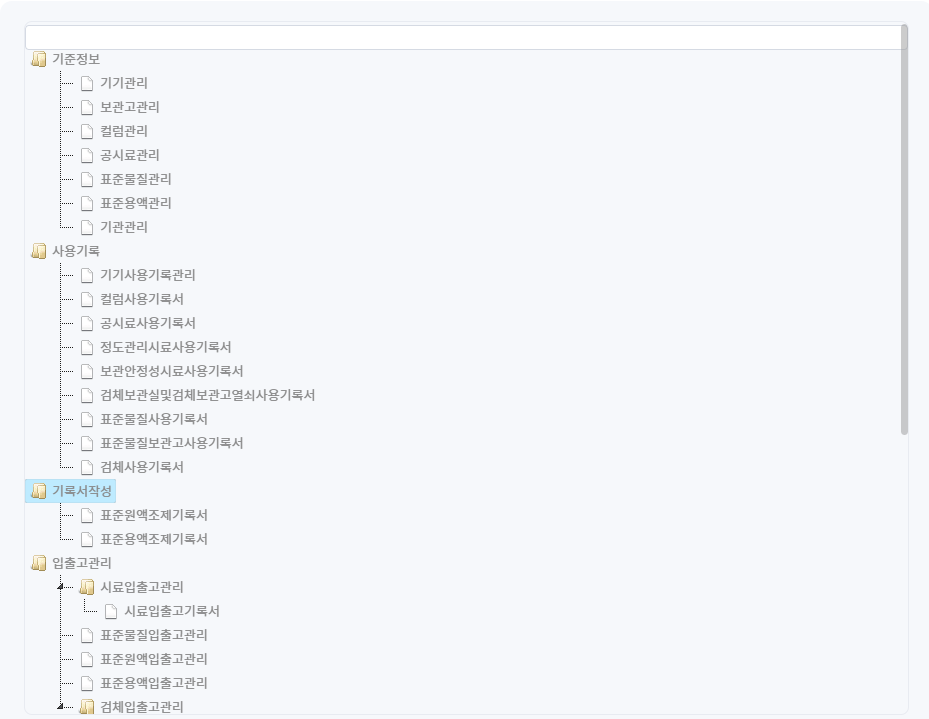 기준정보
기기관리
보관고관리
컬럼관리
공시료관리
표준물질관리
표준용액관리
기관관리
사용기록
기기사용기록관리
컬럼사용기록서
공시료사용기록서
정도관리시료사용기록서
보관안정성시료사용기록서
검체보관실및검체보관고열쇠사용기록서
표준물질사용기록서
표준물질보관고사용기록서
검체사용기록서
기록서작성
표준원액조제기록서
표준용액조제기록서
입출고관리
시료입출고관리
시료입출고기록서
표준물질입출고관리
표준원액입출고관리
표준용액입출고관리
검체입출고관리